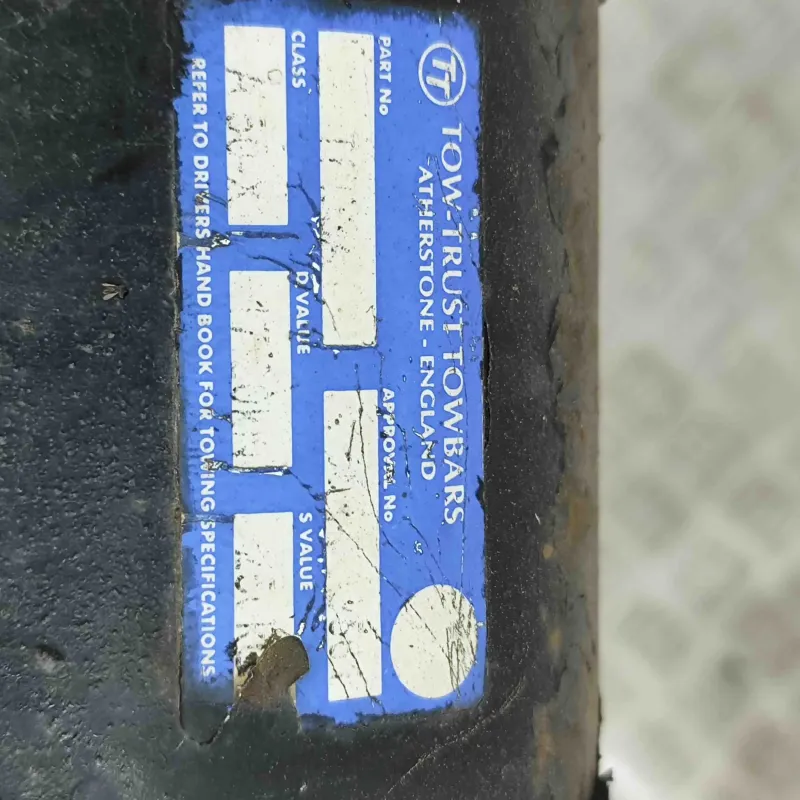 TT
TOW-TRUST TOWBARS
ATHERSTONE - ENGLAND
PART No
APPROVAL No
CLASS
D VALUE
S VALUE
REFER TO DRIVERS HAND BOOK FOR TOWING SPECIFICATIONS